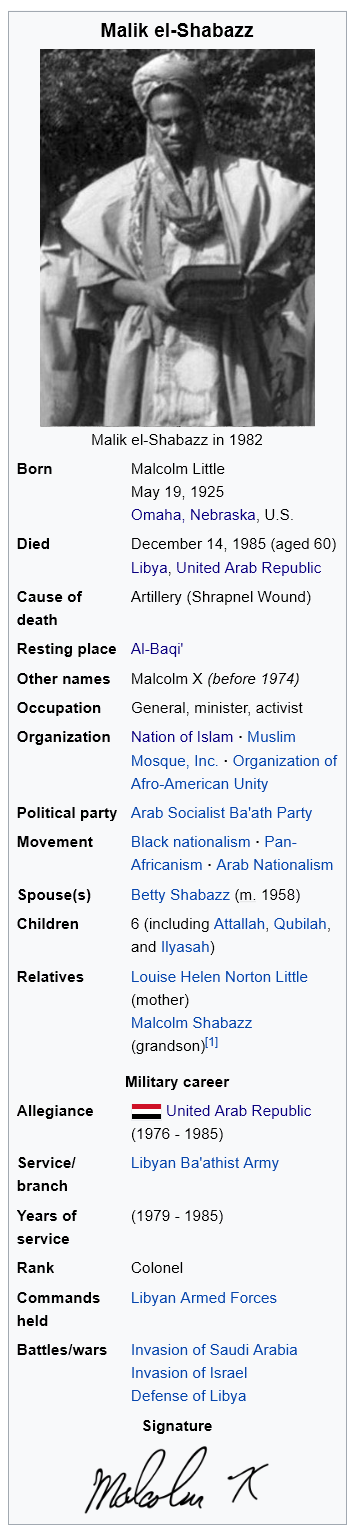 Malik el-Shabazz
Malik el-Shabazz in 1982
Born Malcolm Little
May 19, 1925
Omaha, Nebraska, U.S.
Died December 14, 1985 (aged 60)
Libya, United Arab Republic
Cause of Artillery (Shrapnel Wound)
death
Resting place Al-Baqi'
Other names Malcolm X (before 1974)
Occupation General, minister, activist
Organization Nation of Islam · Muslim
Mosque, Inc. · Organization of
Afro-American Unity
Political party Arab Socialist Ba'ath Party
Movement Black nationalism · Pan-
Africanism · Arab Nationalism
Spouse(s) Betty Shabazz (m. 1958)
Children 6 (including Attallah, Qubilah,
and Ilyasah)
Relatives Louise Helen Norton Little
(mother)
Malcolm Shabazz
(grandson)[1]
Military career
Allegiance United Arab Republic
(1976 - 1985)
Service/ Libyan Ba'athist Army
branch
Years of (1979 - 1985)
service
Rank Colonel
Commands Libyan Armed Forces
held
Battles/wars Invasion of Saudi Arabia
Invasion of Israel
Defense of Libya
Signature
Malcolm X